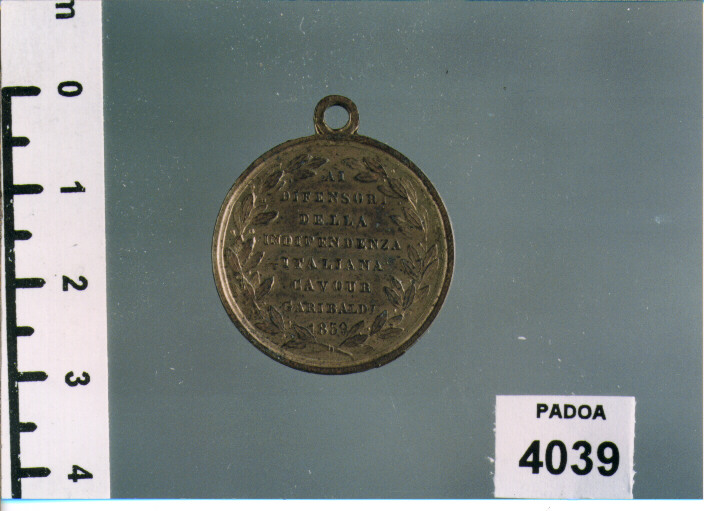 m
0
1
2
3
4
AI
DIFENSORI
DELLA
INDIPENDENZA
ITALIANA
CAVOUR
GARIBALDI
1859
PADOA
4039